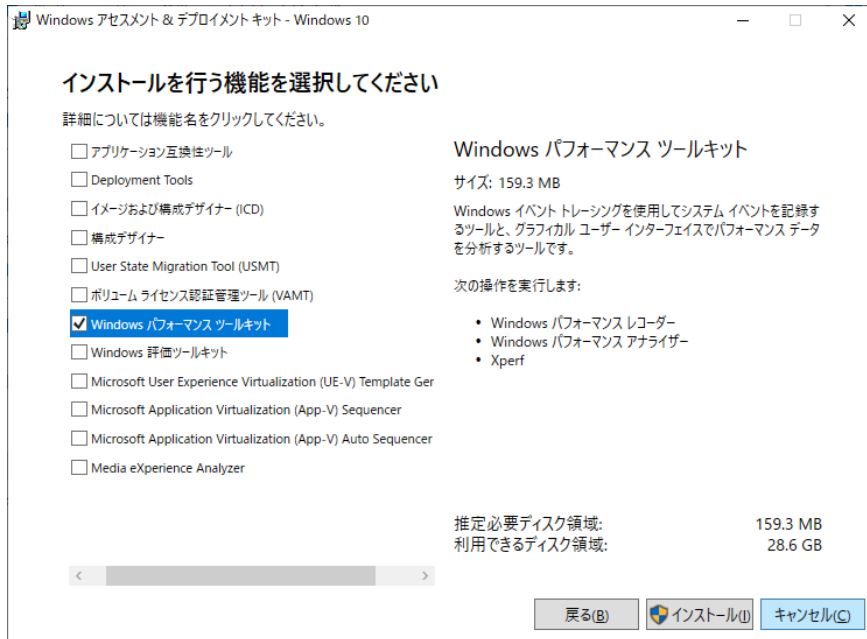 Windows アセスメント & デプロイメント キット - Windows 10
インストールを行う機能を選択してください
詳細については機能名をクリックしてください。
アプリケーション互換性ツール
Deployment Tools
イメージおよび構成デザイナー (ICD)
構成デザイナー
User State Migration Tool (USMT)
ボリューム ライセンス認証管理ツール (VAMT)
Windows パフォーマンス ツールキット
Windows 評価ツールキット
Microsoft User Experience Virtualization (UE-V) Template Ger
Microsoft Application Virtualization (App-V) Sequencer
Microsoft Application Virtualization (App-V) Auto Sequencer
Media eXperience Analyzer
Windows パフォーマンス ツールキット
サイズ: 159.3 MB
Windows イベント トレーシングを使用してシステム イベントを記録す
るツールと、グラフィカル ユーザー インターフェイスでパフォーマンス データ
を分析するツールです。
次の操作を実行します:
• Windows パフォーマンス レコーダー
• Windows パフォーマンス アナライザー
• Xperf
推定必要ディスク領域: 159.3 MB
利用できるディスク領域: 28.6 GB
戻る(B) インストール(I) キャンセル(C)